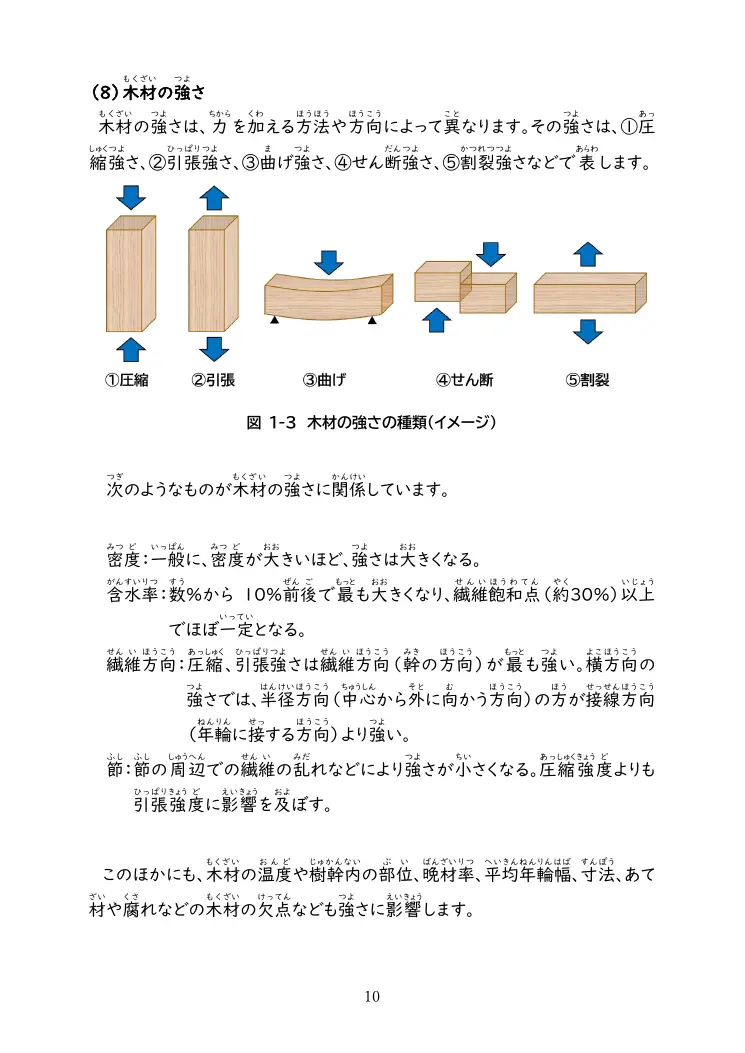 (8)木材の強さ
木材の強さは、力を加える方法や方向によって異なります。その強さは、①圧
縮強さ、②引張強さ、③曲げ強さ、④せん断強さ、⑤割裂強さなどで表します。
①圧縮 ②引張 ③曲げ ④せん断 ⑤割裂
図 1-3 木材の強さの種類(イメージ)
次のようなものが木材の強さに関係しています。
密度:一般に、密度が大きいほど、強さは大きくなる。
含水率:数%から 10%前後で最も大きくなり、繊維飽和点(約30%)以上
でほぼ一定となる。
繊維方向:圧縮、引張強さは繊維方向(幹の方向)が最も強い。横方向の
強さでは、半径方向(中心から外に向かう方向)の方が接線方向
(年輪に接する方向)より強い。
節:節の周辺での繊維の乱れなどにより強さが小さくなる。圧縮強度よりも
引張強度に影響を及ぼす。
このほかにも、木材の温度や樹幹内の部位、晩材率、平均年輪幅、寸法、あて
材や腐れなどの木材の欠点なども強さに影響します。
10